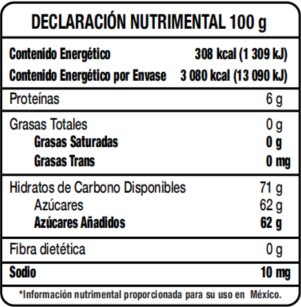 DECLARACIÓN NUTRIMENTAL 100 g
Contenido Energético 308 kcal (1 309 kJ)
Contenido Energético por Envase 3 080 kcal (13 090 kJ)
Proteínas 6 g
Grasas Totales 0 g
Grasas Saturadas 0 g
Grasas Trans 0 mg
Hidratos de Carbono Disponibles 71 g
Azúcares 62 g
Azúcares Añadidos 62 g
Fibra dietética 0 g
Sodio 10 mg
*Información nutrimental proporcionada para su uso en México.